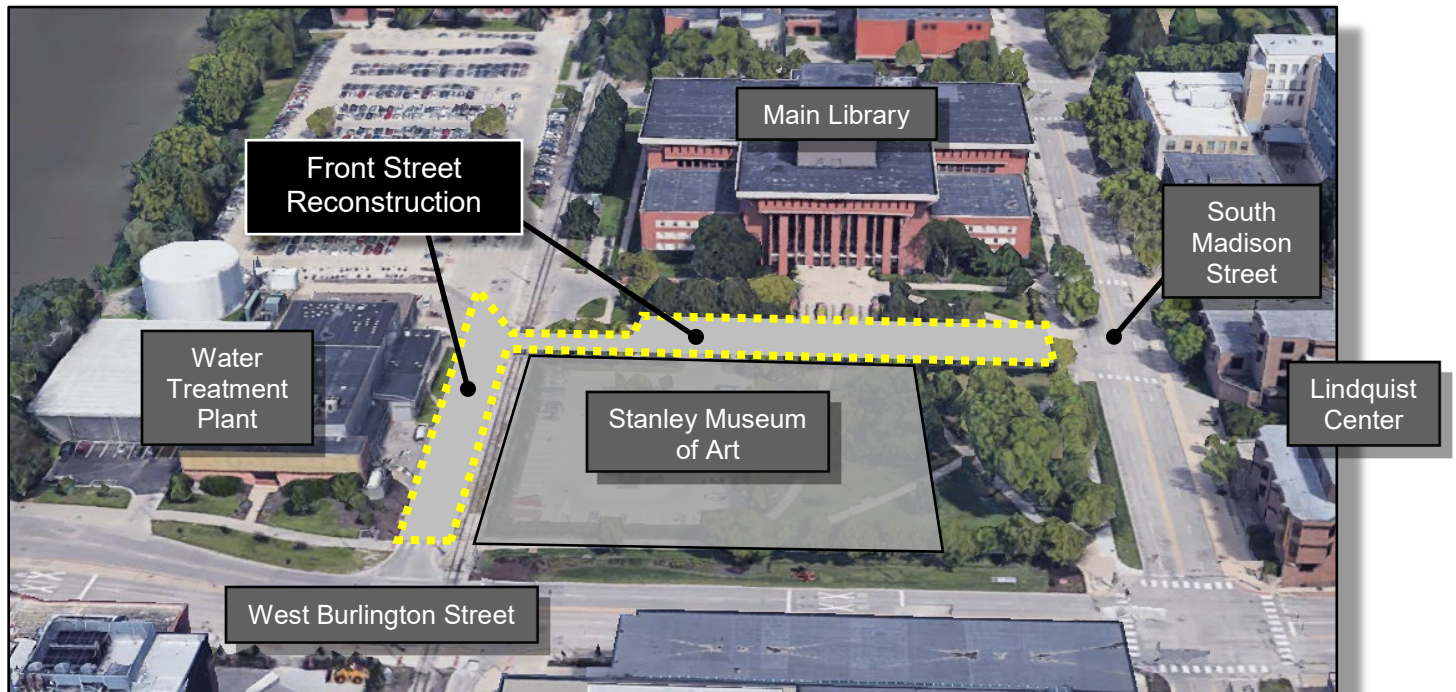 Main Library
Front Street
Reconstruction
South
Madison
Street
Water
Treatment
Plant
Stanley Museum
of Art
Lindquist
Center
West Burlington Street